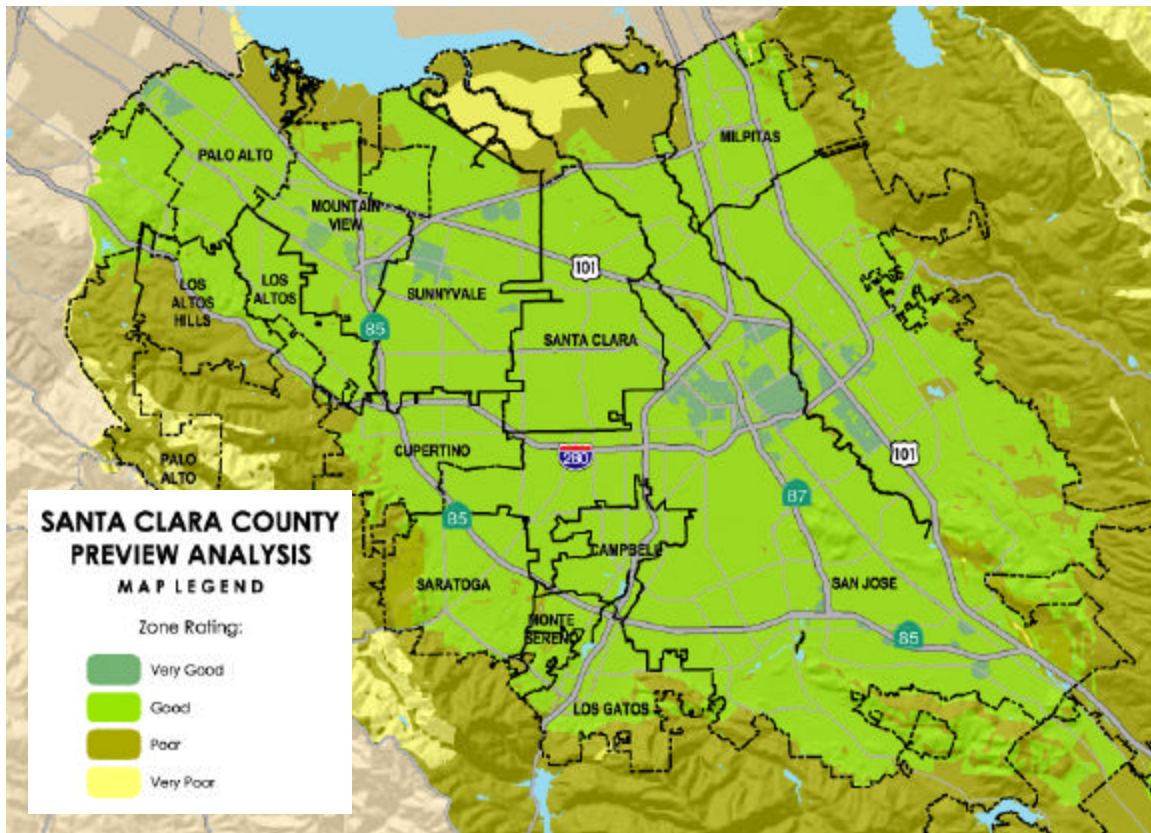 MILPITAS
PALO ALTO
MOUNTAIN
VIEW
101
LOS
ALTOS
HILLS
LOS
ALTOS
SUNNYVALE
85
SANTA CLARA
CUPERTINO
280
101
PALO
ALTO
87
85
CAMPBELL
SARATOGA
SAN JOSE
MONTE
SERENO
85
LOS GATOS
SANTA CLARA COUNTY
PREVIEW ANALYSIS
MAP LEGEND
Zone Rating:
Very Good
Good
Poor
Very Poor